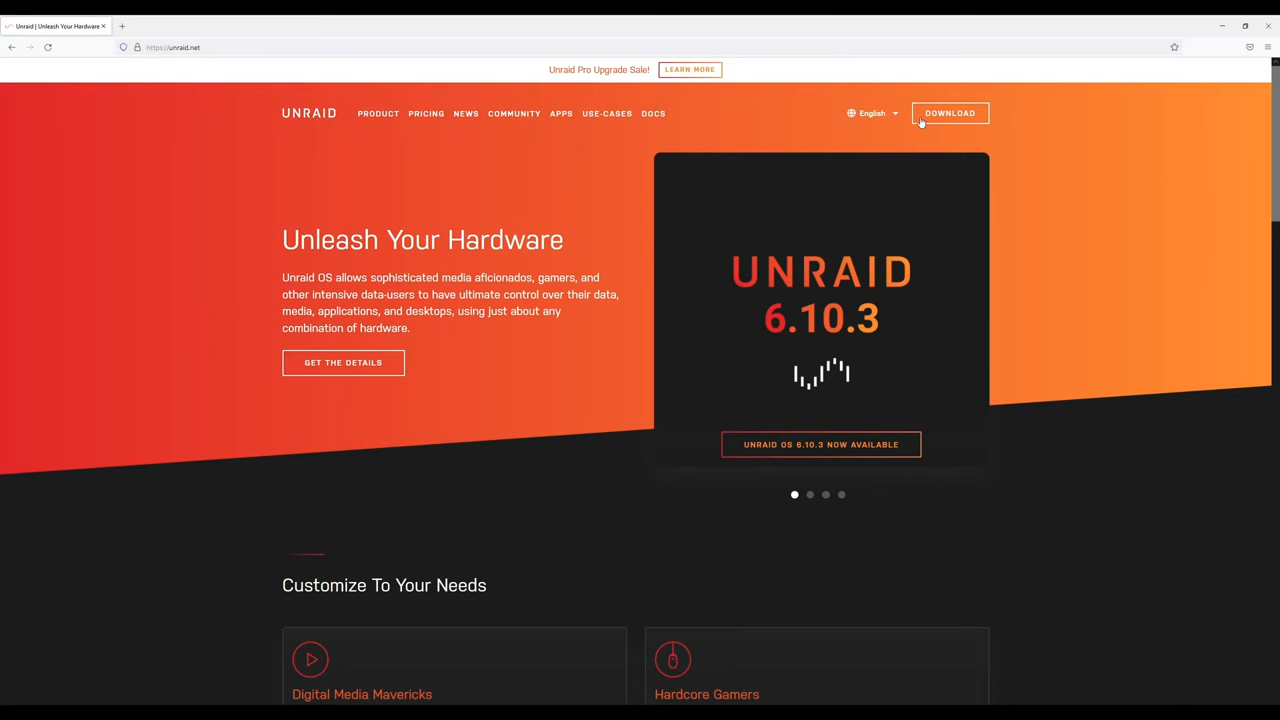 Unraid | Unleash Your Hardware
https://unraid.net
Unraid Pro Upgrade Sale! LEARN MORE
UNRAID PRODUCT PRICING NEWS COMMUNITY APPS USE-CASES DOCS English DOWNLOAD
Unleash Your Hardware
Unraid OS allows sophisticated media aficionados, gamers, and
other intensive data-users to have ultimate control over their data,
media, applications, and desktops, using just about any
combination of hardware.
GET THE DETAILS
UNRAID
6.10.3
UNRAID OS 6.10.3 NOW AVAILABLE
Customize To Your Needs
Digital Media Mavericks
Hardcore Gamers